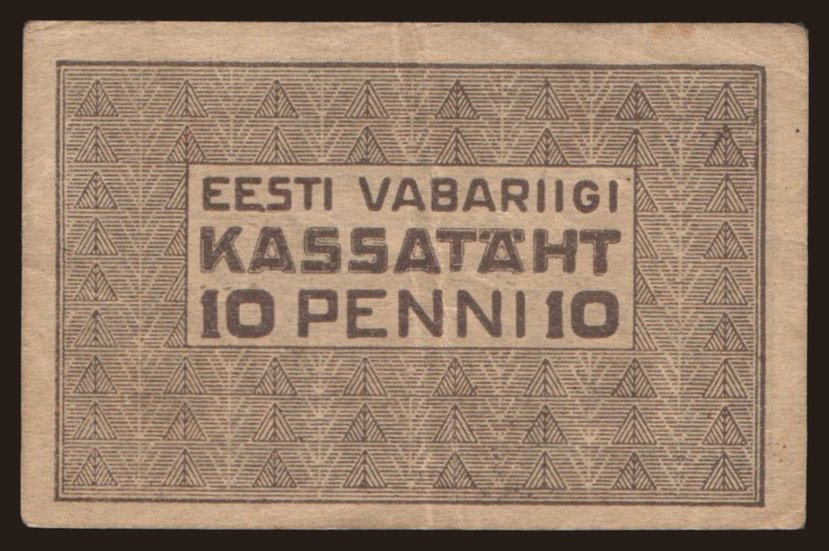 EESTI VABARIIGI
KASSATÄHT
10 PENNI 10